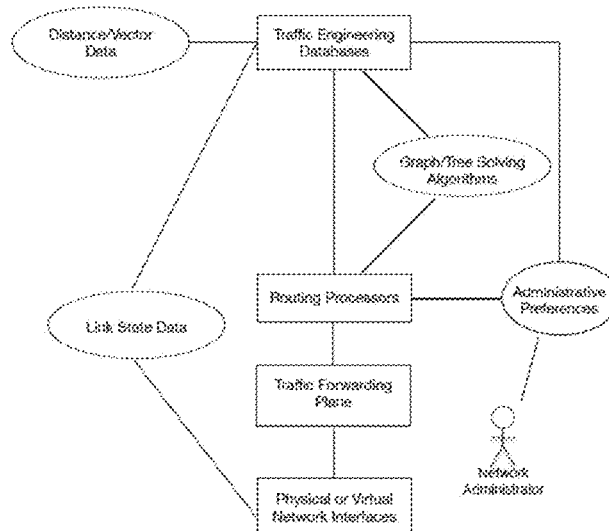 Distance/Vector
Data
Traffic Engineering
Databases
Graph/Tree Solving
Algorithms
Routing Processors
Administrative
Preferences
Link State Data
Traffic Forwarding
Plane
Network
Administrator
Physical or Virtual
Network Interfaces